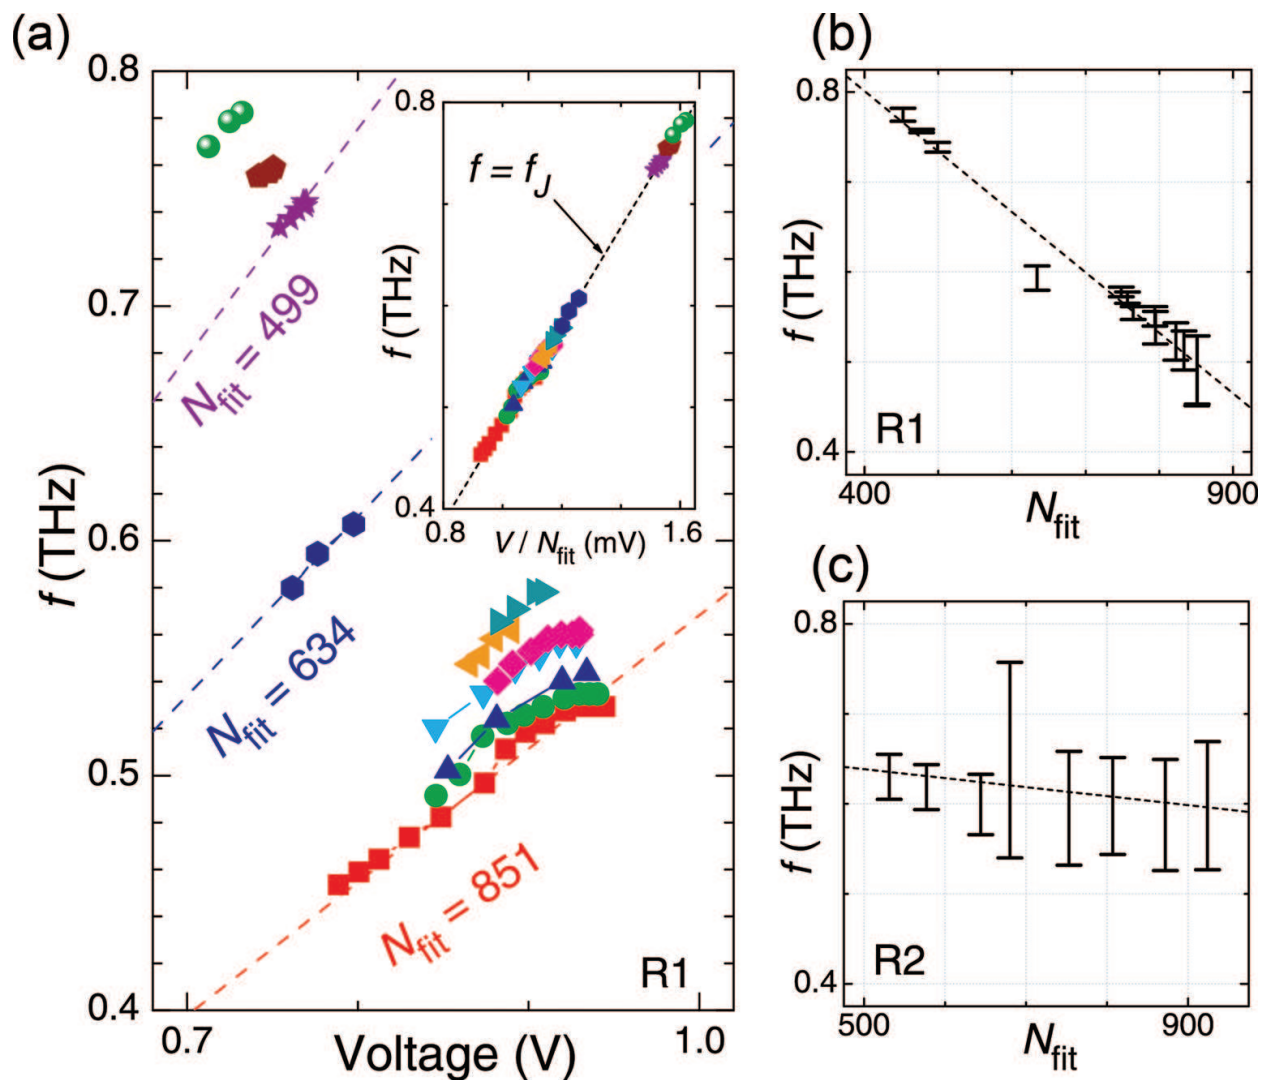 (a)
0.8
0.7
0.6
0.5
0.4
f (THz)
0.7
1.0
Voltage (V)
N_fit = 499
N_fit = 634
N_fit = 851
R1
0.8
0.4
f (THz)
f = f_J
0.8
1.6
V / N_fit (mV)
(b)
0.8
0.4
f (THz)
R1
400
900
N_fit
(c)
0.8
0.4
f (THz)
R2
500
900
N_fit